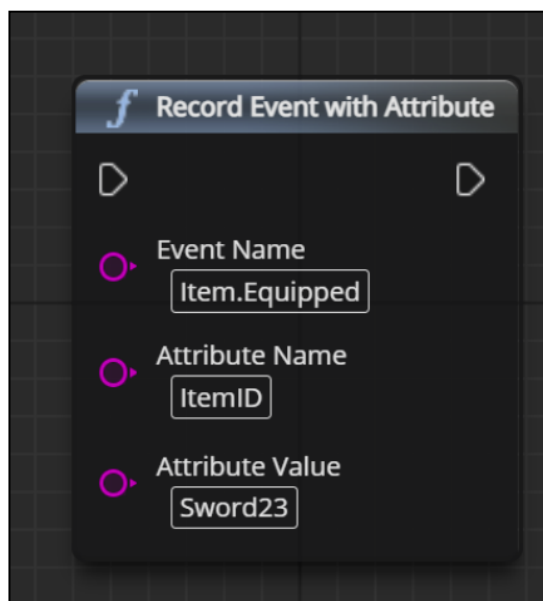 Record Event with Attribute
Event Name
Item.Equipped
Attribute Name
ItemID
Attribute Value
Sword23